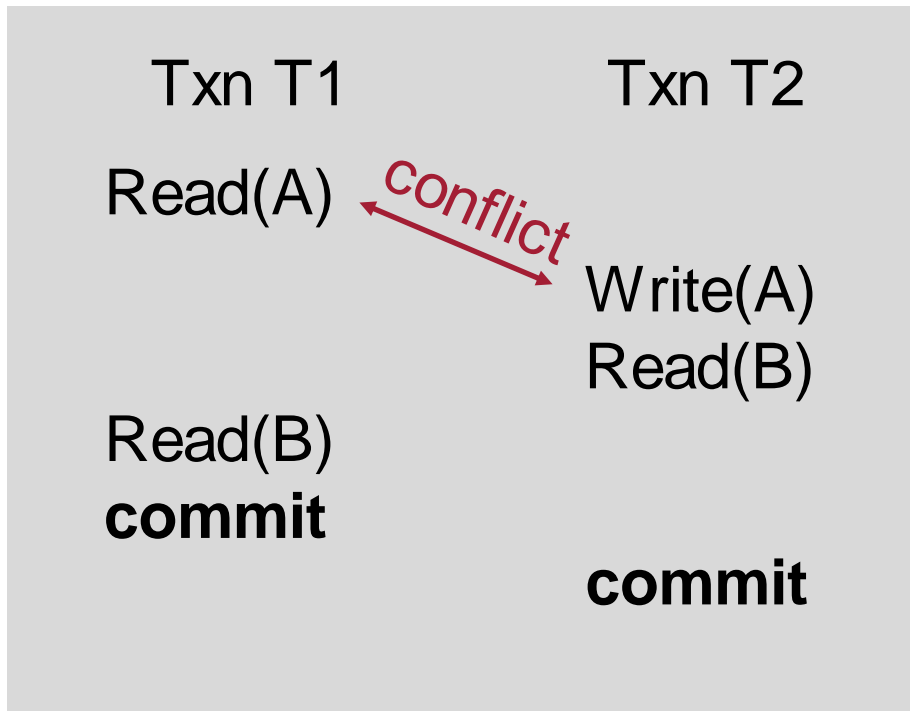 Txn T1 Txn T2
Read(A) conflict
Write(A)
Read(B)
Read(B)
commit
commit